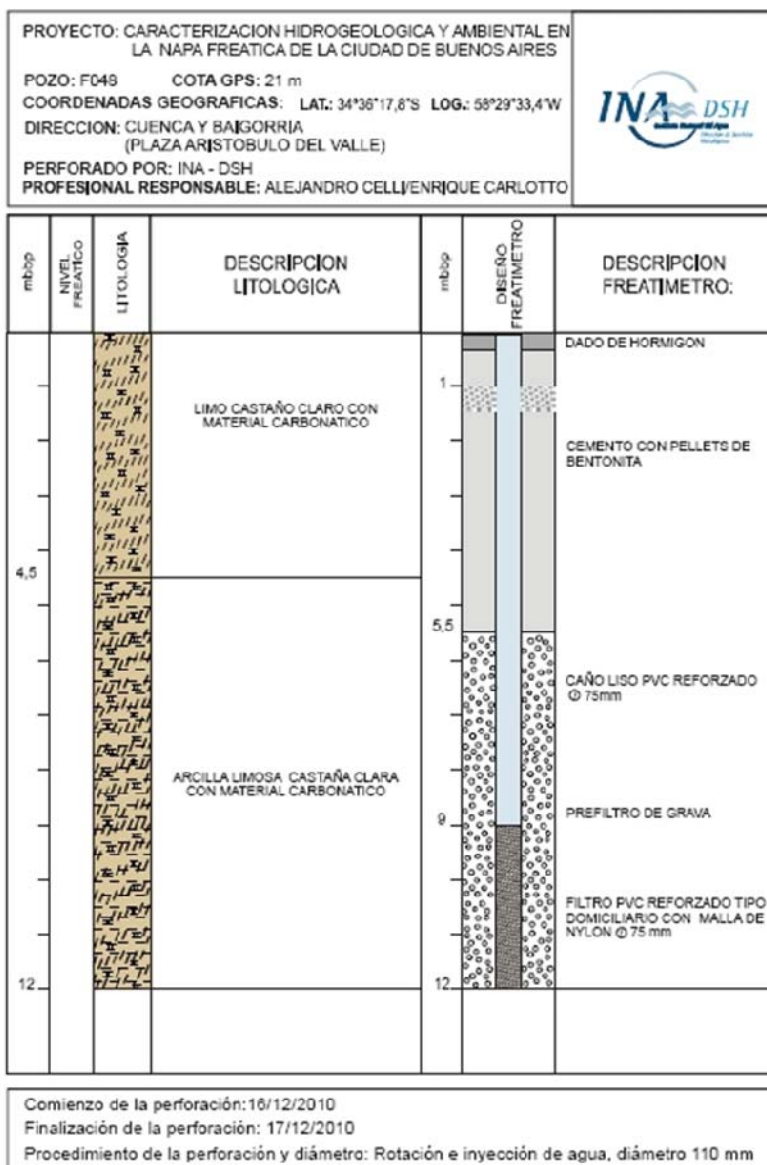 PROYECTO: CARACTERIZACION HIDROGEOLOGICA Y AMBIENTAL EN
LA NAPA FREATICA DE LA CIUDAD DE BUENOS AIRES
POZO: F048 COTA GPS: 21 m
COORDENADAS GEOGRAFICAS: LAT.: 34°36"17,8"S LOG.: 58°29"33,4"W
DIRECCION: CUENCA Y BAIGORRIA
(PLAZA ARISTOBULO DEL VALLE)
PERFORADO POR: INA - DSH
PROFESIONAL RESPONSABLE: ALEJANDRO CELLI/ENRIQUE CARLOTTO
INA DSH
mbbp
NIVEL
FREATICO
LITOLOGIA
DESCRIPCION
LITOLOGICA
mbbp
DISEÑO
FREATIMETRO
DESCRIPCION
FREATIMETRO:
DADO DE HORMIGON
1
LIMO CASTAÑO CLARO CON
MATERIAL CARBONATICO
CEMENTO CON PELLETS DE
BENTONITA
4,5
5,5
CAÑO LISO PVC REFORZADO
∅ 75mm
ARCILLA LIMOSA CASTAÑA CLARA
CON MATERIAL CARBONATICO
9
PREFILTRO DE GRAVA
FILTRO PVC REFORZADO TIPO
DOMICILIARIO CON MALLA DE
NYLON ∅ 75 mm
12
12
Comienzo de la perforación:16/12/2010
Finalización de la perforación: 17/12/2010
Procedimiento de la perforación y diámetro: Rotación e inyección de agua, diámetro 110 mm